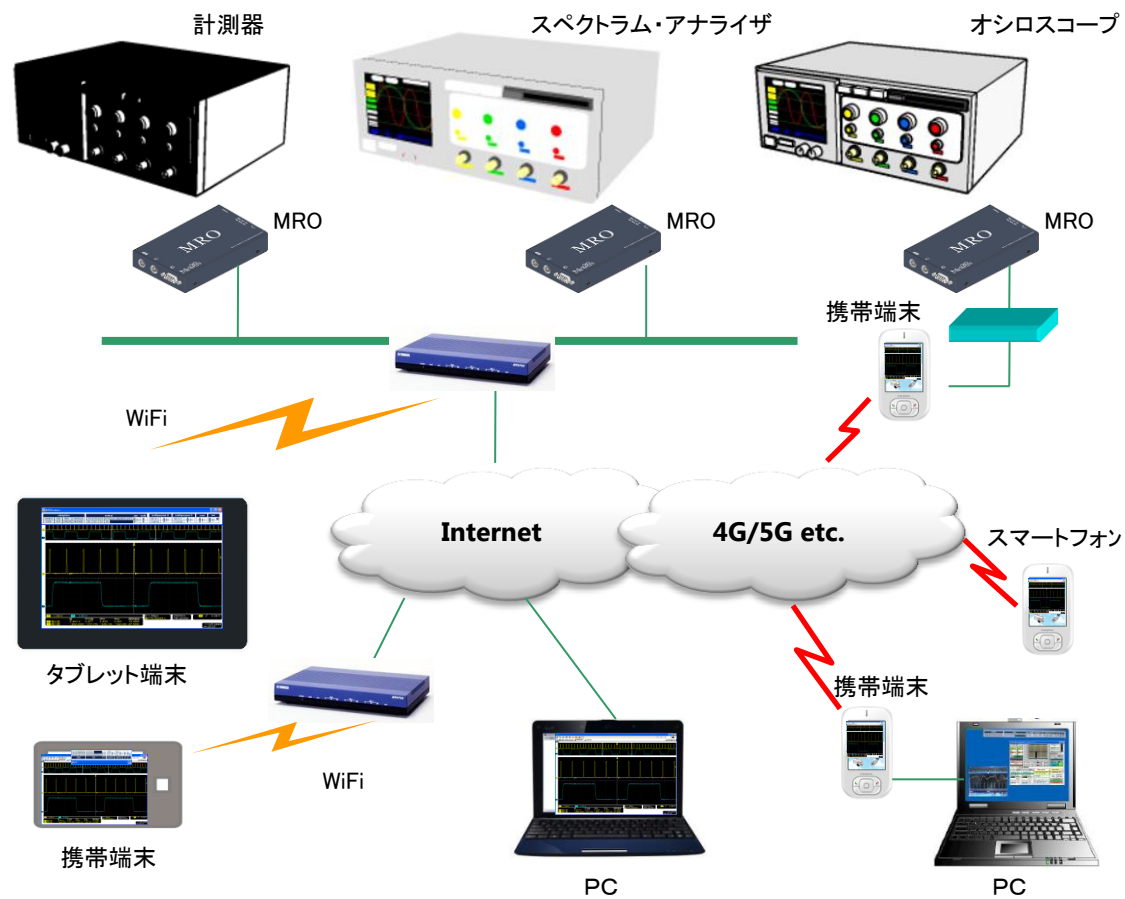 計測器
スペクトラム・アナライザ
オシロスコープ
MRO
MRO
MRO
MRO
MRO
MRO
携帯端末
WiFi
Internet
4G/5G etc.
スマートフォン
タブレット端末
携帯端末
WiFi
携帯端末
PC
PC